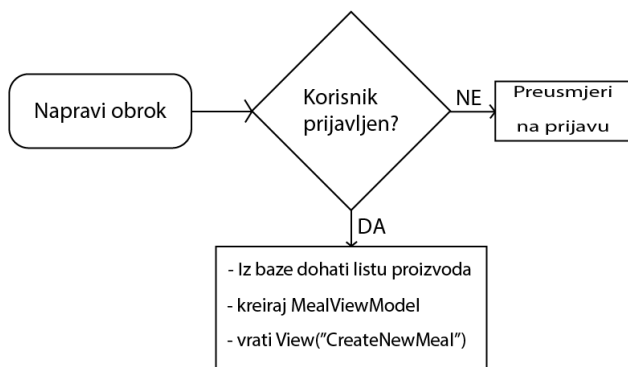 Napravi obrok
Korisnik
prijavljen?
NE
Preusmjeri
na prijavu
DA
- Iz baze dohati listu proizvoda
- kreiraj MealViewModel
- vrati View("CreateNewMeal")